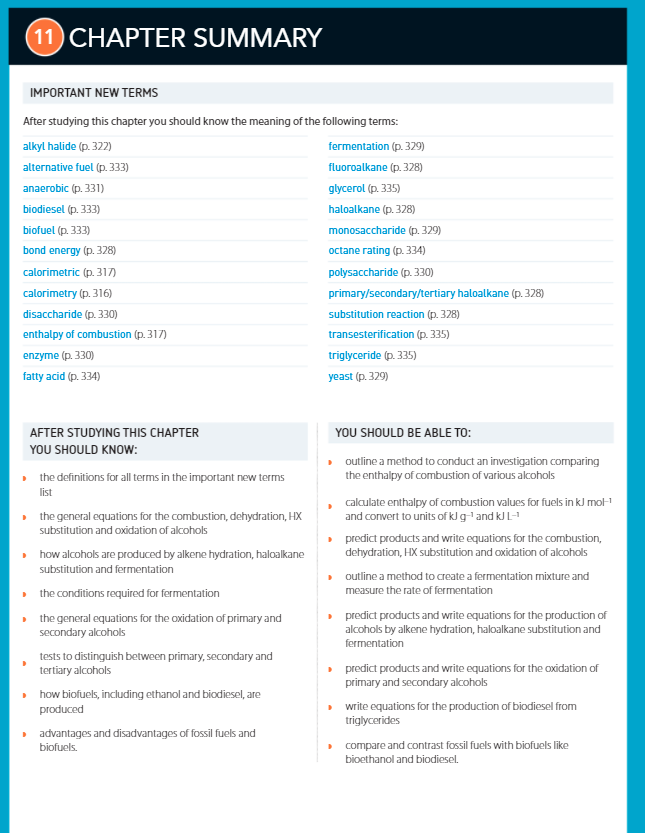 11 CHAPTER SUMMARY
IMPORTANT NEW TERMS
After studying this chapter you should know the meaning of the following terms:
alkyl halide (p. 322)
alternative fuel (p. 333)
anaerobic (p. 331)
biodiesel (p. 333)
biofuel (p. 333)
bond energy (p. 328)
calorimetric (p. 317)
calorimetry (p. 316)
disaccharide (p. 330)
enthalpy of combustion (p. 317)
enzyme (p. 330)
fatty acid (p. 334)
fermentation (p. 329)
fluoroalkane (p. 328)
glycerol (p. 335)
haloalkane (p. 328)
monosaccharide (p. 329)
octane rating (p. 334)
polysaccharide (p. 330)
primary/secondary/tertiary haloalkane (p. 328)
substitution reaction (p. 328)
transesterification (p. 335)
triglyceride (p. 335)
yeast (p. 329)
AFTER STUDYING THIS CHAPTER
YOU SHOULD KNOW:
the definitions for all terms in the important new terms
list
the general equations for the combustion, dehydration, HX
substitution and oxidation of alcohols
how alcohols are produced by alkene hydration, haloalkane
substitution and fermentation
the conditions required for fermentation
the general equations for the oxidation of primary and
secondary alcohols
tests to distinguish between primary, secondary and
tertiary alcohols
how biofuels, including ethanol and biodiesel, are
produced
advantages and disadvantages of fossil fuels and
biofuels.
YOU SHOULD BE ABLE TO:
outline a method to conduct an investigation comparing
the enthalpy of combustion of various alcohols
calculate enthalpy of combustion values for fuels in kJ mol⁻¹
and convert to units of kJ g⁻¹ and kJ L⁻¹
predict products and write equations for the combustion,
dehydration, HX substitution and oxidation of alcohols
outline a method to create a fermentation mixture and
measure the rate of fermentation
predict products and write equations for the production of
alcohols by alkene hydration, haloalkane substitution and
fermentation
predict products and write equations for the oxidation of
primary and secondary alcohols
write equations for the production of biodiesel from
triglycerides
compare and contrast fossil fuels with biofuels like
bioethanol and biodiesel.